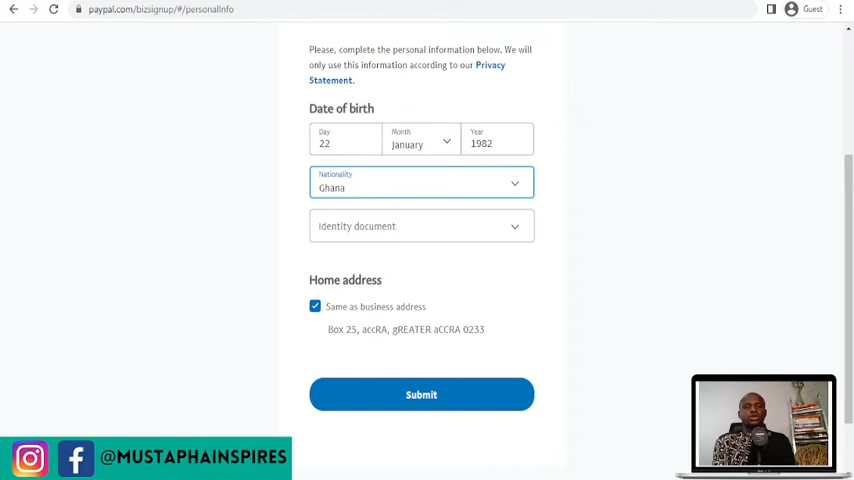 paypal.com/bizsignup/#/personalInfo
Guest
Please, complete the personal information below. We will
only use this information according to our Privacy
Statement.
Date of birth
Day
Month
Year
22
January
1982
Nationality
Ghana
Identity document
Home address
Same as business address
Box 25, accRA, gREATER aCCRA 0233
Submit
@MUSTAPHAINSPIRES